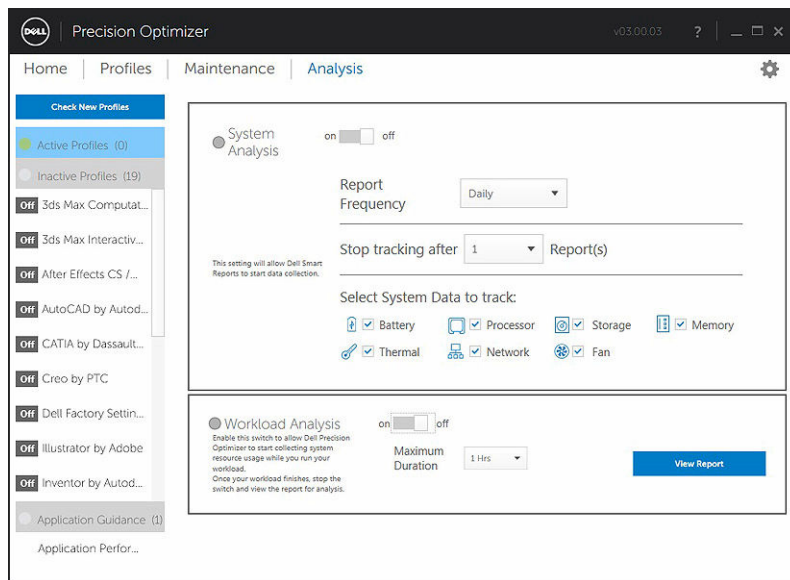 DELL
Precision Optimizer
v03.00.03
?
Home
Profiles
Maintenance
Analysis
Check New Profiles
Active Profiles (0)
Inactive Profiles (19)
Off 3ds Max Computat...
Off 3ds Max Interactiv...
Off After Effects CS /...
Off AutoCAD by Autod...
Off CATIA by Dassault...
Off Creo by PTC
Off Dell Factory Settin...
Off Illustrator by Adobe
Off Inventor by Autod...
Application Guidance (1)
Application Perfor...
System
Analysis
on off
Report
Frequency
Daily
Stop tracking after 1 Report(s)
This setting will allow Dell Smart
Reports to start data collection.
Select System Data to track:
Battery Processor Storage Memory
Thermal Network Fan
Workload Analysis
on off
Enable this switch to allow Dell Precision
Optimizer to start collecting system
resource usage while you run your
workload.
Once your workload finishes, stop the
switch and view the report for analysis.
Maximum
Duration
1 Hrs
View Report